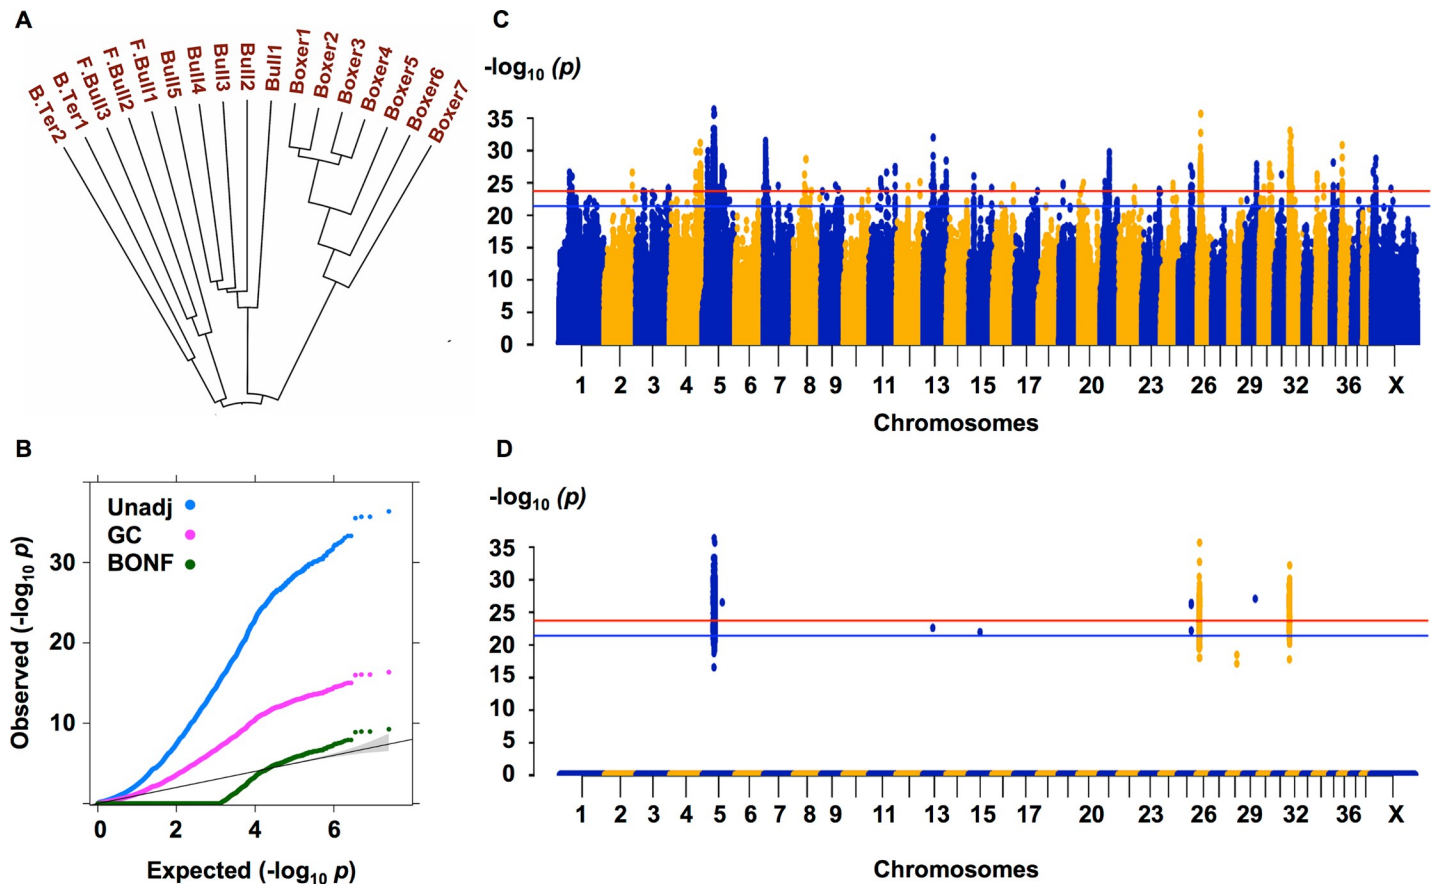 A
B.Ter2
B.Ter1
F.Bull3
F.Bull2
F.Bull1
Bull5
Bull4
Bull3
Bull2
Bull1
Boxer1
Boxer2
Boxer3
Boxer4
Boxer5
Boxer6
Boxer7
C
-log10 (p)
35
30
25
20
15
10
5
0
1 2 3 4 5 6 7 8 9 11 13 15 17 20 23 26 29 32 36 X
Chromosomes
B
Unadj
GC
BONF
Observed (-log10 p)
30
20
10
0 2 4 6
Expected (-log10 p)
D
-log10 (p)
35
30
25
20
15
10
5
0
1 2 3 4 5 6 7 8 9 11 13 15 17 20 23 26 29 32 36 X
Chromosomes